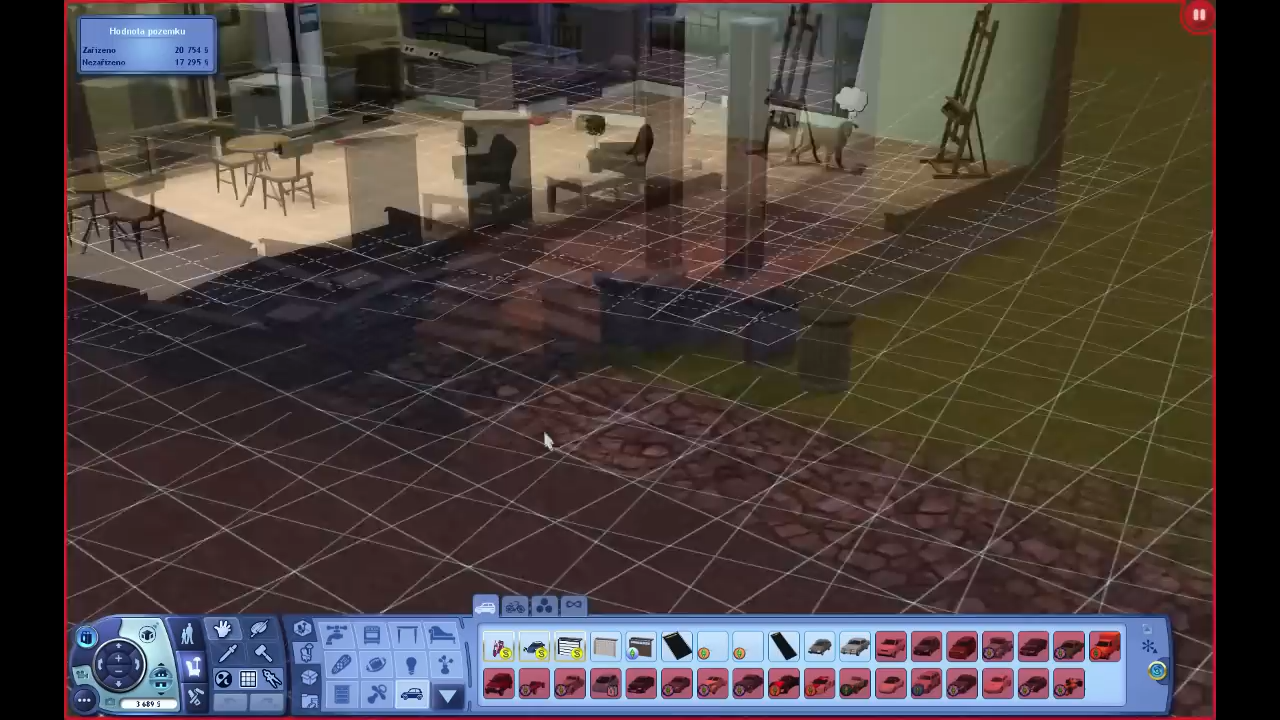 Hodnota pozemku
Zařízeno 20 754 §
Nezařízeno 17 295 §
3 689 §